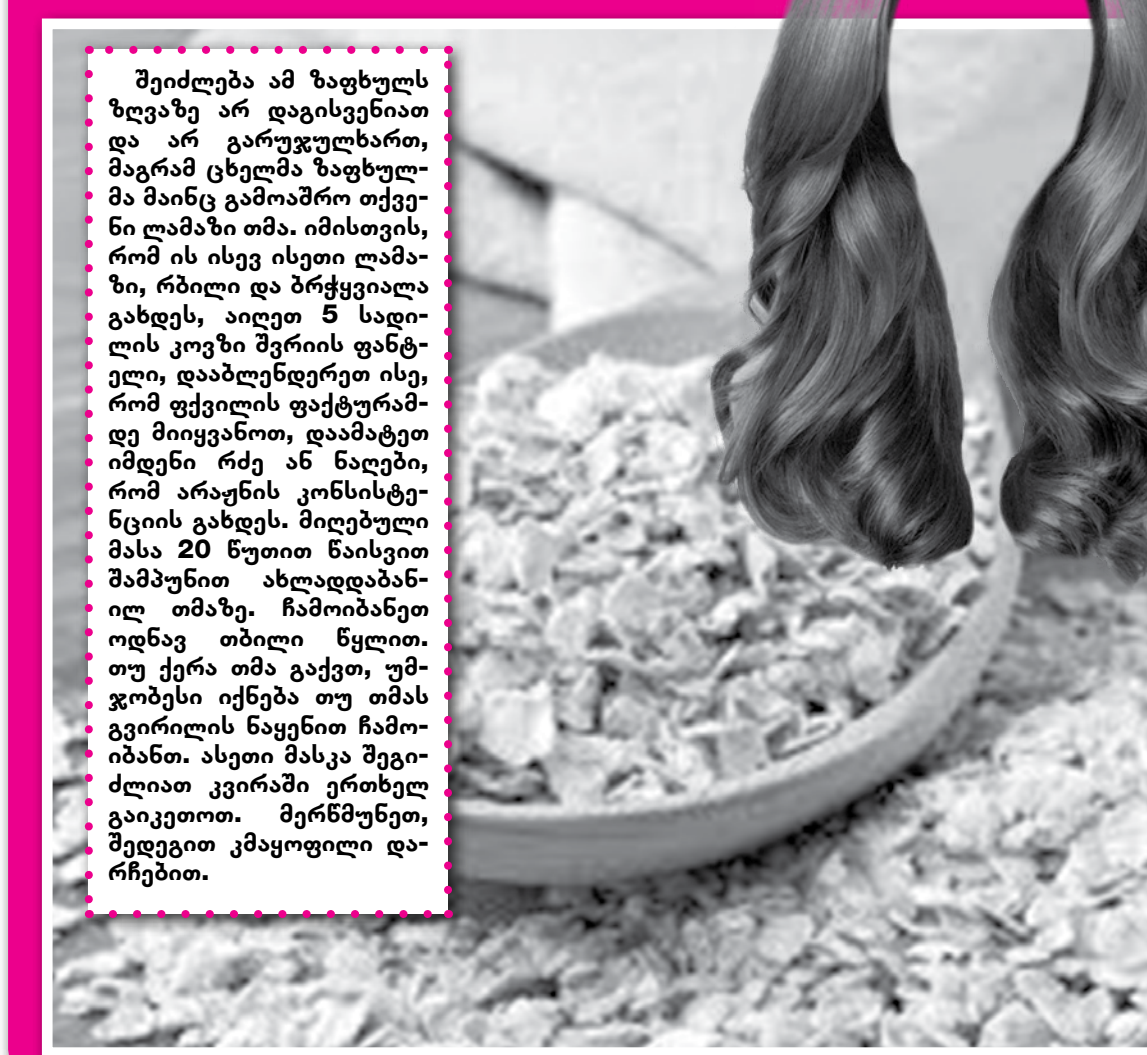 შეიძლება ამ ზაფხულს
ზღვაზე არ დაგისვენიათ
და არ გარუჯულხართ,
მაგრამ ცხელმა ზაფხულ-
მა მაინც გამოაშრო თქვე-
ნი ლამაზი თმა. იმისთვის,
რომ ის ისევ ისეთი ლამა-
ზი, რბილი და ბრჭყვიალა
გახდეს, აიღეთ 5 სადი-
ლის კოვზი შვრიის ფანტ-
ელი, დააბლენდერეთ ისე,
რომ ფქვილის ფაქტურამ-
დე მიიყვანოთ, დაამატეთ
იმდენი რძე ან ნაღები,
რომ არაჟნის კონსისტე-
ნციის გახდეს. მიღებული
მასა 20 წუთით წაისვით
შამპუნით ახლადდაბან-
ილ თმაზე. ჩამოიბანეთ
ოდნავ თბილი წყლით.
თუ ქერა თმა გაქვთ, უმ-
ჯობესი იქნება თუ თმას
გვირილის ნაყენით ჩამო-
იბანთ. ასეთი მასკა შეგი-
ძლიათ კვირაში ერთხელ
გაიკეთოთ. მერწმუნეთ,
შედეგით კმაყოფილი და-
რჩებით.